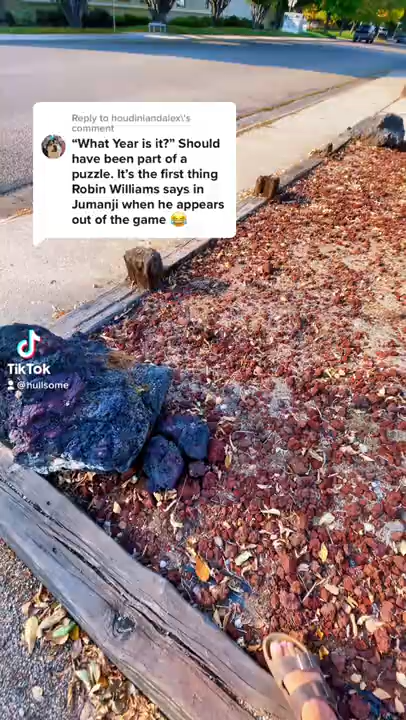 Reply to houdiniandalex\'s
comment
“What Year is it?” Should
have been part of a
puzzle. It’s the first thing
Robin Williams says in
Jumanji when he appears
out of the game 😂
TikTok
@hullsome